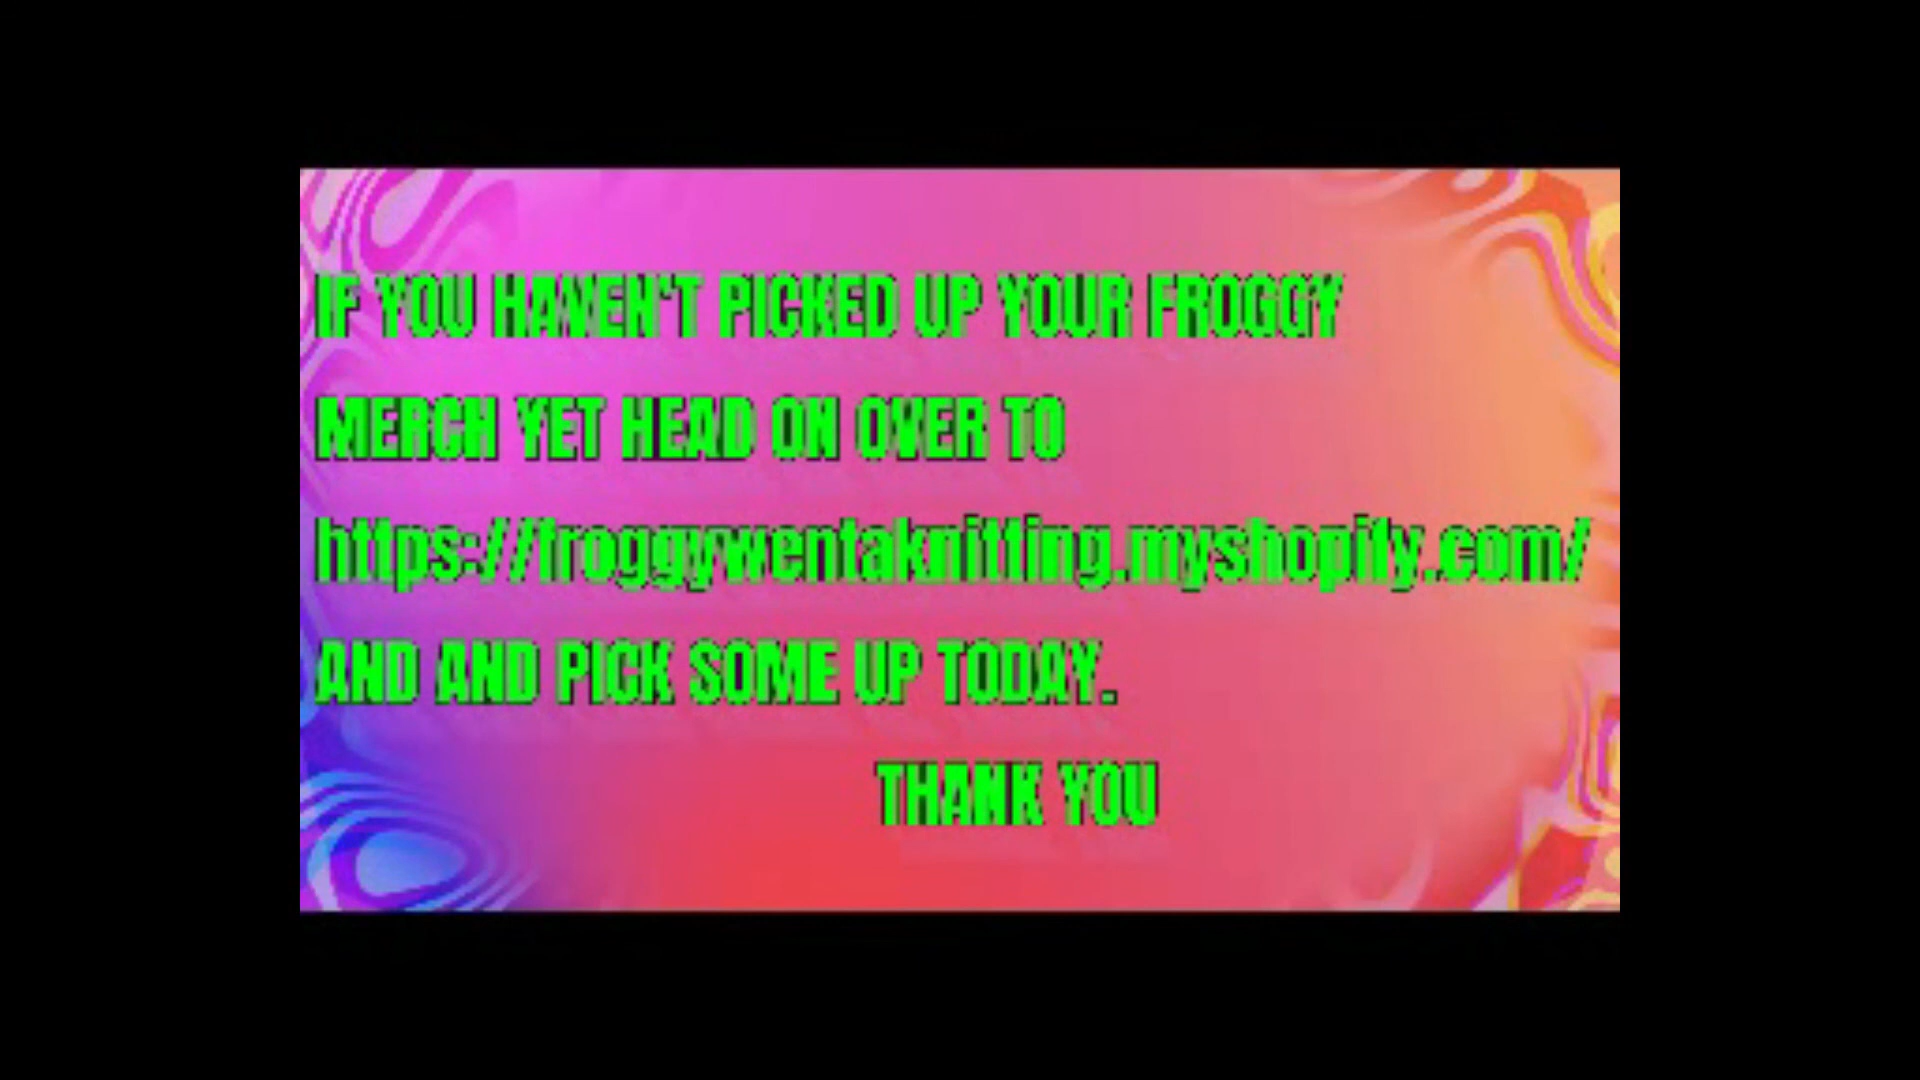 IF YOU HAVEN'T PICKED UP YOUR FROGGY
MERCH YET HEAD ON OVER TO
https://froggywentaknitting.myshopify.com/
AND AND PICK SOME UP TODAY.
THANK YOU